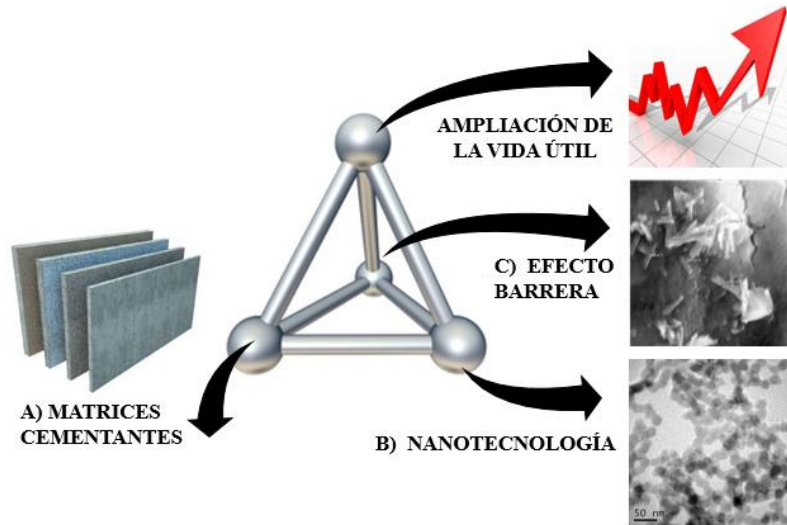 AMPLIACIÓN DE
LA VIDA ÚTIL
C) EFECTO
BARRERA
A) MATRICES
CEMENTANTES
B) NANOTECNOLOGÍA
50 nm